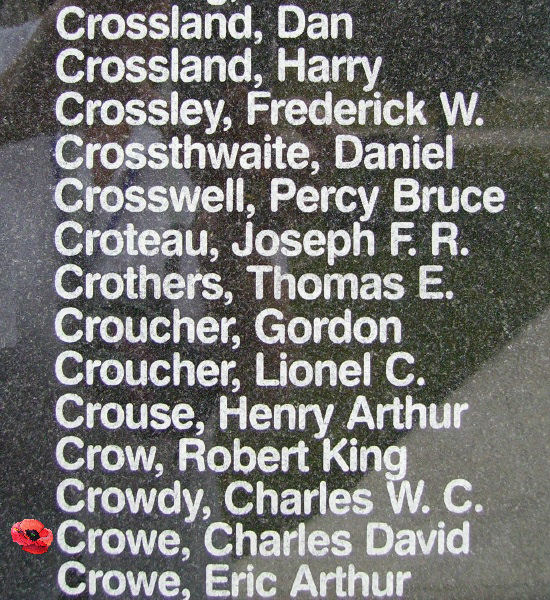 Crossland, Dan
Crossland, Harry
Crossley, Frederick W.
Crossthwaite, Daniel
Crosswell, Percy Bruce
Croteau, Joseph F. R.
Crothers, Thomas E.
Croucher, Gordon
Croucher, Lionel C.
Crouse, Henry Arthur
Crow, Robert King
Crowdy, Charles W. C.
Crowe, Charles David
Crowe, Eric Arthur